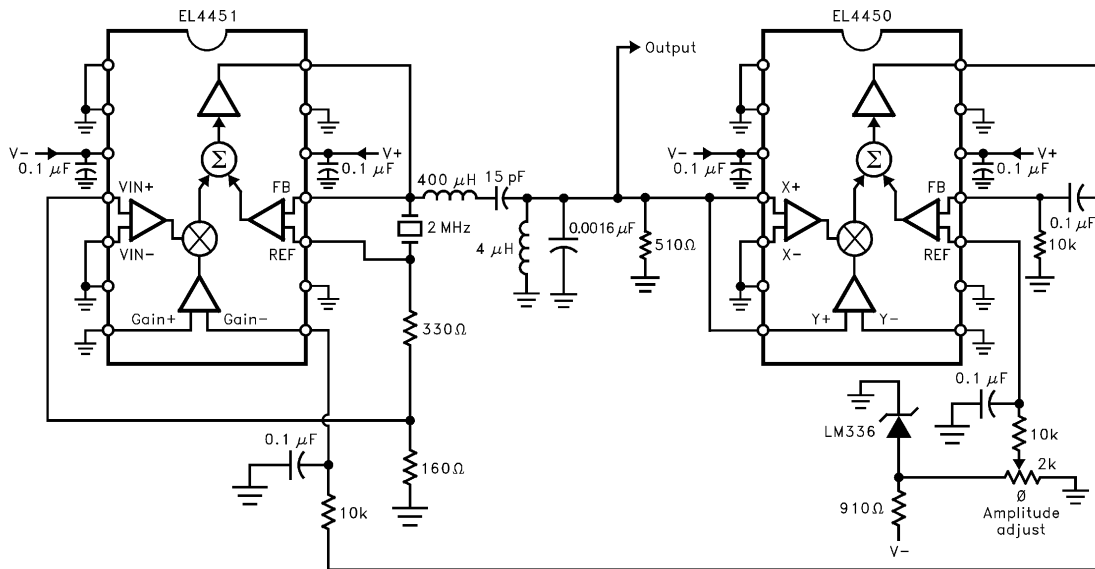 EL4451
EL4450
Output
V-
0.1 µF
V+
0.1 µF
VIN+
VIN-
FB
REF
Gain+
Gain-
400 µH
15 pF
2 MHz
4 µH
0.0016 µF
510Ω
330Ω
160Ω
0.1 µF
10k
V-
0.1 µF
V+
0.1 µF
X+
X-
FB
REF
Y+
Y-
0.1 µF
10k
0.1 µF
LM336
10k
2k
Ø
Amplitude
adjust
910Ω
V-
Σ
Σ